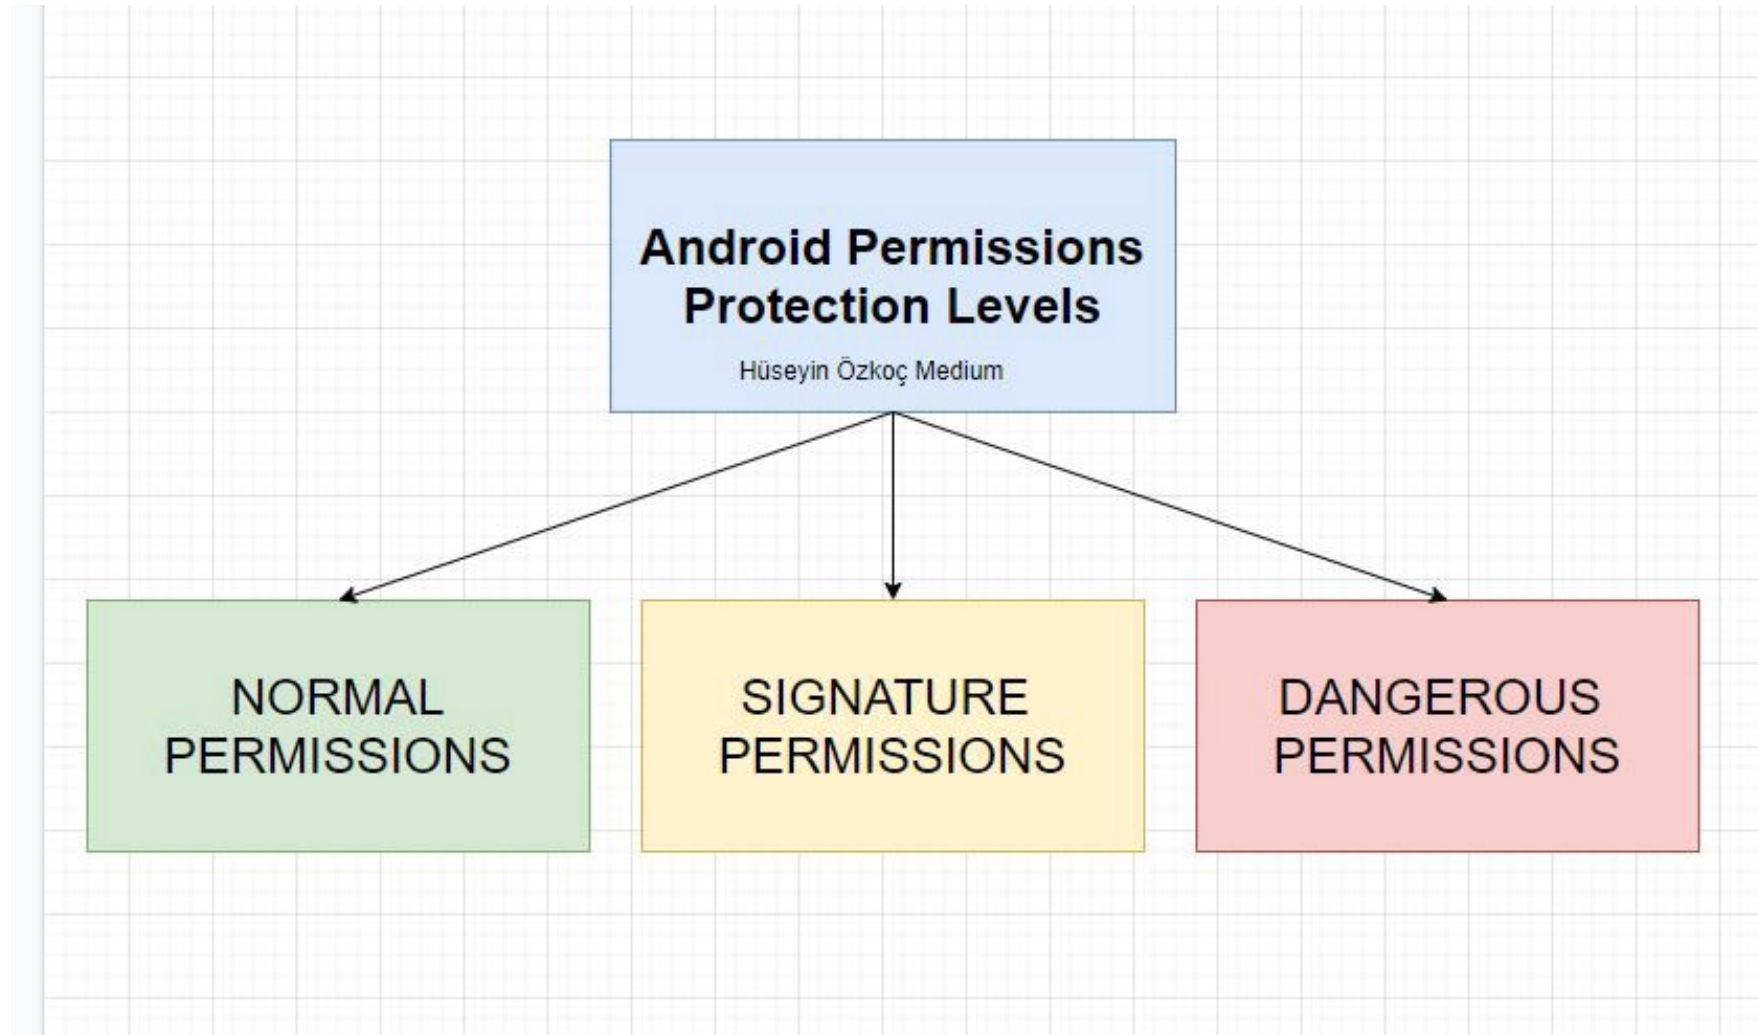 Android Permissions
Protection Levels
Hüseyin Özkoç Medium
NORMAL
PERMISSIONS
SIGNATURE
PERMISSIONS
DANGEROUS
PERMISSIONS